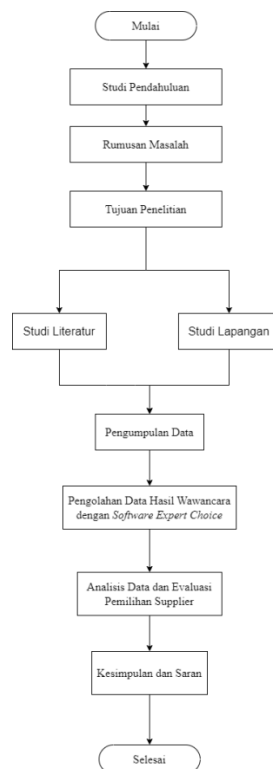 Mulai
Studi Pendahuluan
Rumusan Masalah
Tujuan Penelitian
Studi Literatur
Studi Lapangan
Pengumpulan Data
Pengolahan Data Hasil Wawancara
dengan Software Expert Choice
Analisis Data dan Evaluasi
Pemilihan Supplier
Kesimpulan dan Saran
Selesai